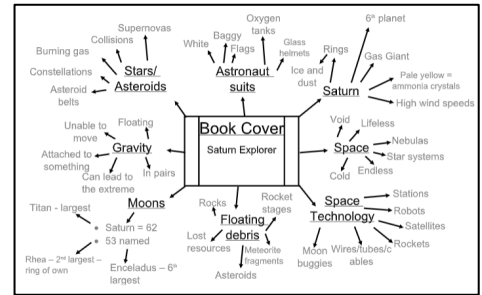 Supernovas
Collisions
Burning gas
Constellations
Asteroid
belts
Stars/
Asteroids
Oxygen
tanks
Baggy
White
Flags
Glass
helmets
Astronaut
suits
6th planet
Rings
Gas Giant
Ice and
dust
Saturn
Pale yellow =
ammonia crystals
High wind speeds
Book Cover
Saturn Explorer
Floating
Unable to
move
Gravity
Attached to
something
Can lead to
the extreme
In pairs
Void
Lifeless
Nebulas
Space
Star systems
Endless
Cold
Moons
Titan - largest
• Saturn = 62
• 53 named
Rhea – 2nd largest –
ring of own
Enceladus – 6th
largest
Rocks
Rocket
stages
Floating
debris
Lost
resources
Meteorite
fragments
Asteroids
Space
Technology
Stations
Robots
Satellites
Rockets
Moon
buggies
Wires/tubes/c
ables